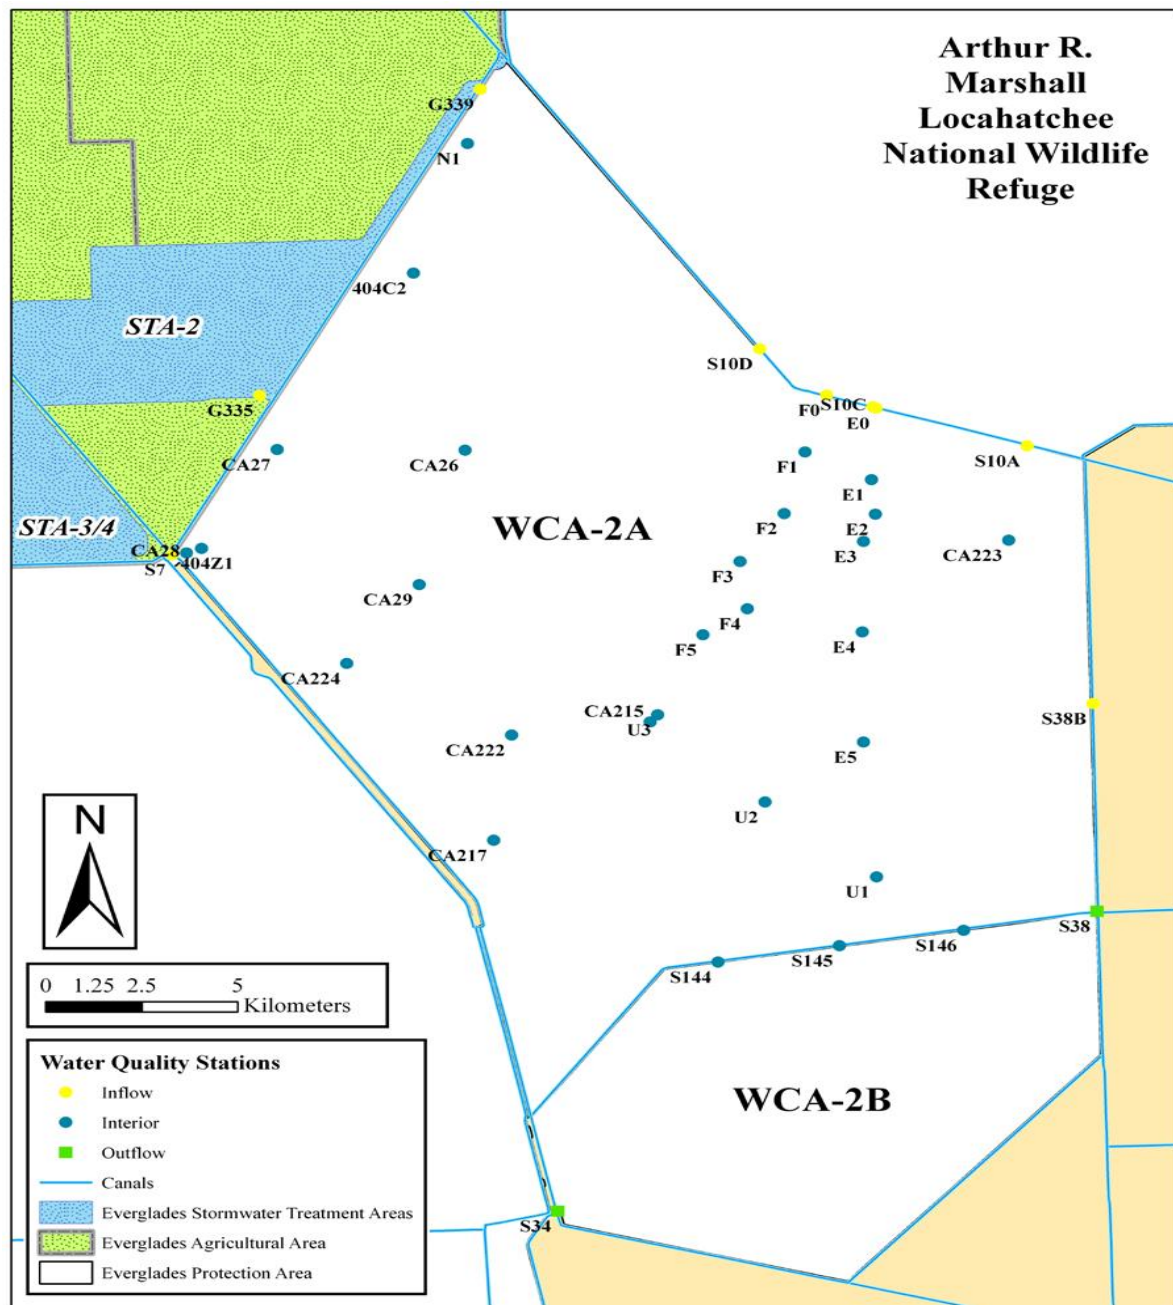 Arthur R.
Marshall
Locahatchee
National Wildlife
Refuge
G339
N1
404C2
STA-2
S10D
G335
F0
S10C
E0
S10A
CA27
CA26
F1
E1
WCA-2A
F2
E2
STA-3/4
CA28
S7
404Z1
E3
CA223
F3
CA29
F4
F5
E4
CA224
CA215
U3
S38B
CA222
E5
U2
N
CA217
U1
S38
S146
S145
S144
0 1.25 2.5 5
Kilometers
WCA-2B
Water Quality Stations
Inflow
Interior
Outflow
Canals
Everglades Stormwater Treatment Areas
Everglades Agricultural Area
Everglades Protection Area
S34